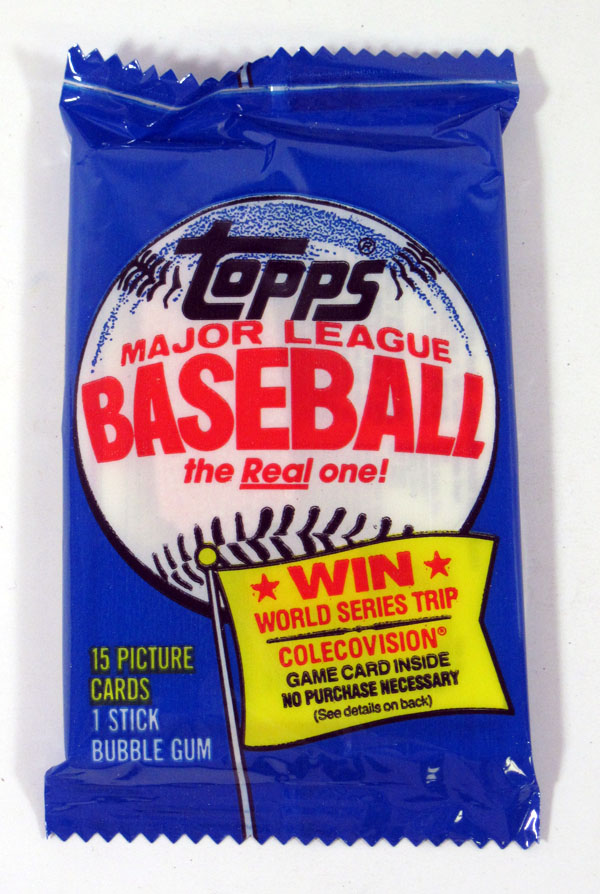 Topps®
MAJOR LEAGUE
BASEBALL
the Real one!
WIN
WORLD SERIES TRIP
COLECOVISION®
GAME CARD INSIDE
NO PURCHASE NECESSARY
(See details on back)
15 PICTURE
CARDS
1 STICK
BUBBLE GUM